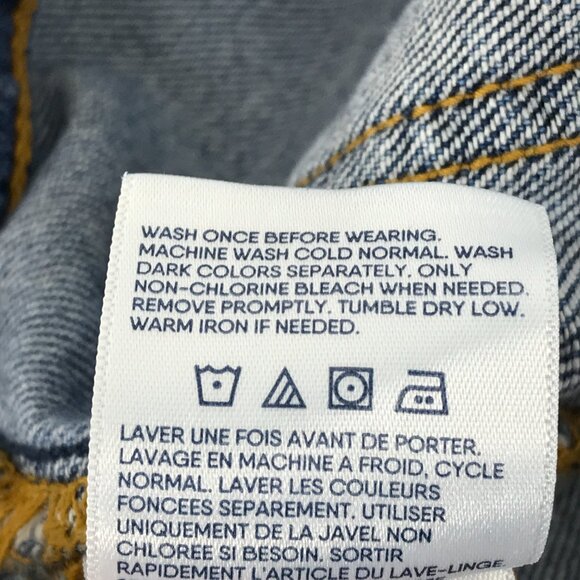 WASH ONCE BEFORE WEARING.
MACHINE WASH COLD NORMAL. WASH
DARK COLORS SEPARATELY. ONLY
NON-CHLORINE BLEACH WHEN NEEDED.
REMOVE PROMPTLY. TUMBLE DRY LOW.
WARM IRON IF NEEDED.
LAVER UNE FOIS AVANT DE PORTER.
LAVAGE EN MACHINE A FROID, CYCLE
NORMAL. LAVER LES COULEURS
FONCEES SEPAREMENT. UTILISER
UNIQUEMENT DE LA JAVEL NON
CHLOREE SI BESOIN. SORTIR
RAPIDEMENT L'ARTICLE DU LAVE-LINGE.